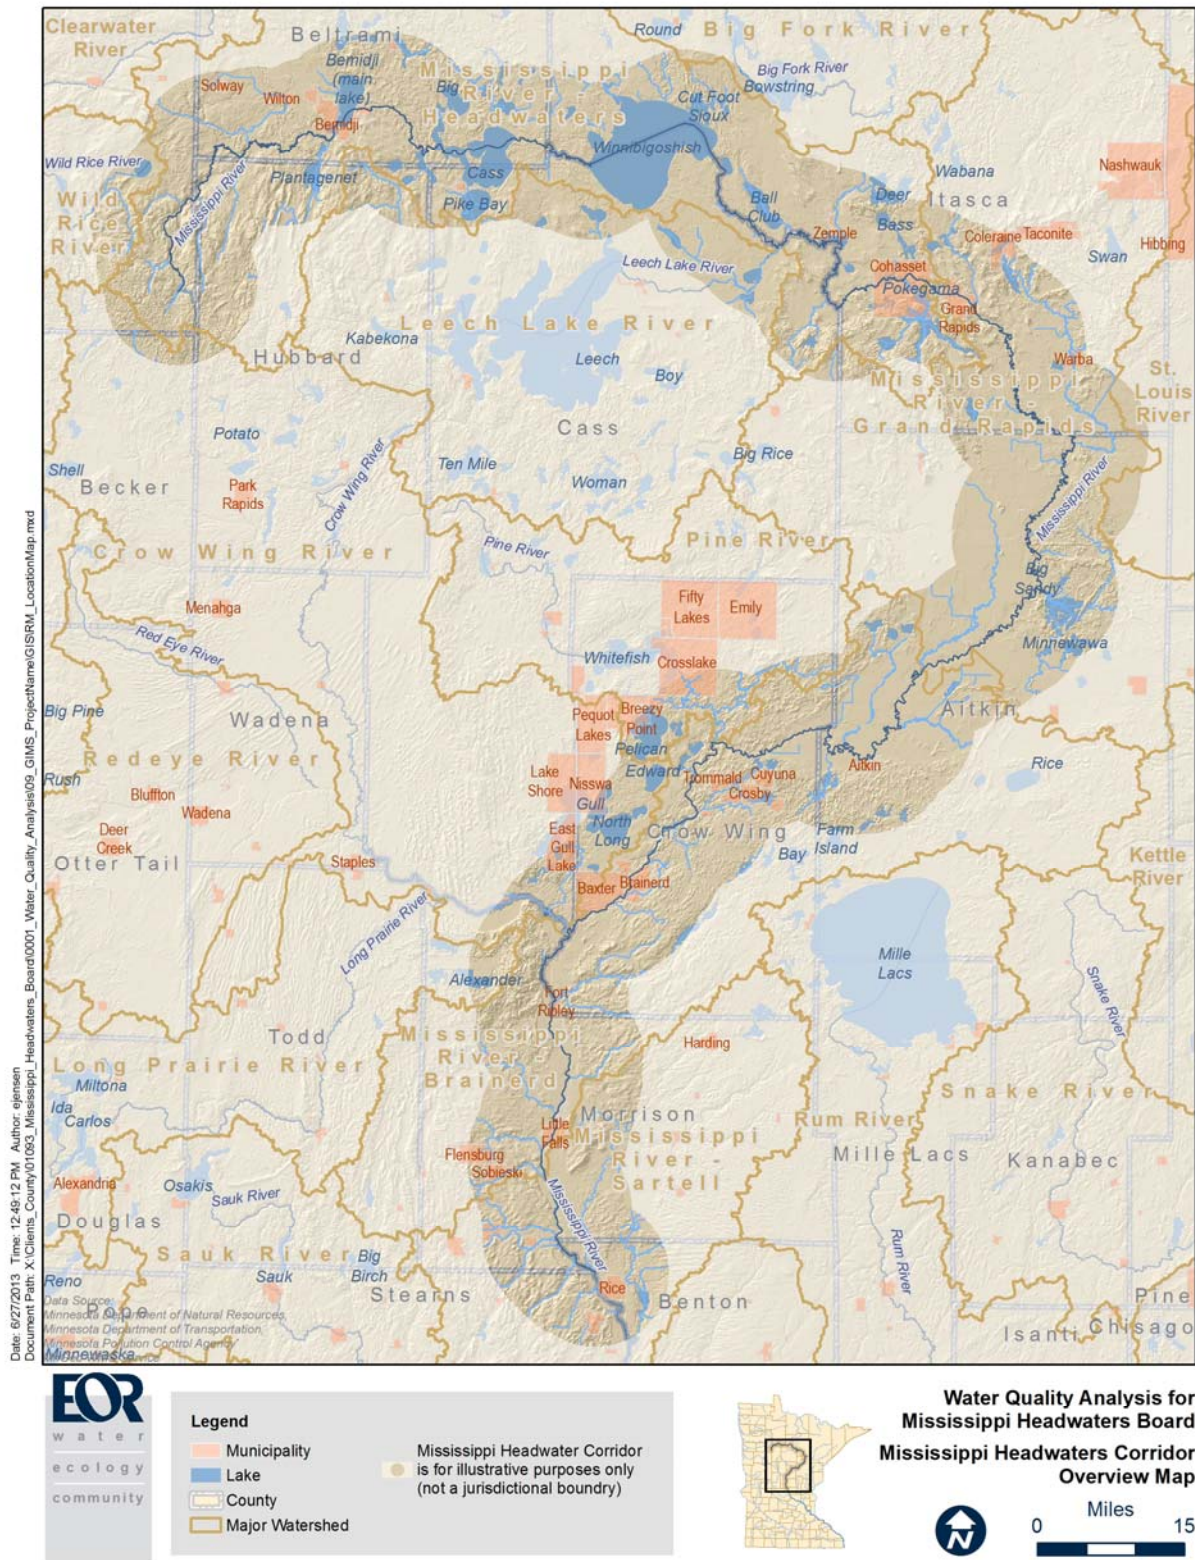 Clearwater
River
Beltrami
Round
Big Fork River
Bemidji
(main
lake)
Mississippi
River -
Headwaters
Big
Big Fork River
Bowstring
Solway
Wilton
Bemidji
Cut Foot
Sioux
Winnibigoshish
Nashwauk
Wild Rice River
Wild
Rice
River
Mississippi River
Plantagenet
Cass
Pike Bay
Ball
Club
Deer
Wabana
Itasca
Bass
Zemple
Coleraine
Taconite
Hibbing
Swan
Leech Lake River
Cohasset
Pokegama
Grand
Rapids
Leech Lake River
Kabekona
Hubbard
Leech
Boy
Warba
St.
Louis
River
Mississippi
River -
Grand Rapids
Cass
Potato
Shell
Becker
Park
Rapids
Crow Wing River
Ten Mile
Woman
Big Rice
Mississippi River
Crow Wing River
Pine River
Pine River
Big
Sandy
Minnewawa
Menahga
Red Eye River
Fifty
Lakes
Emily
Whitefish
Crosslake
Big Pine
Wadena
Redeye River
Rush
Bluffton
Wadena
Deer
Creek
Otter Tail
Staples
Pequot
Lakes
Breezy
Point
Pelican
Edward
Lake
Shore
Nisswa
Gull
North
Long
East
Gull
Lake
Baxter
Brainerd
Trommald
Cuyuna
Crosby
Crow Wing
Bay
Farm
Island
Aitkin
Aitkin
Rice
Kettle
River
Long Prairie River
Alexander
Fort
Ripley
Mille
Lacs
Snake River
Todd
Mississippi
River -
Brainerd
Harding
Long Prairie River
Miltona
Ida
Carlos
Snake River
Rum River
Little
Falls
Morrison
Mississippi
River -
Sartell
Mille Lacs
Kanabec
Flensburg
Sobieski
Alexandria
Osakis
Sauk River
Douglas
Mississippi River
Rum River
Sauk River
Big
Birch
Sauk
Stearns
Reno
Pope
Minnewaska
Rice
Benton
Pine
Isanti
Chisago
Data Source:
Minnesota Department of Natural Resources,
Minnesota Department of Transportation,
Minnesota Pollution Control Agency
Date: 6/27/2013 Time: 12:49:12 PM Author: ejensen
Document Path: X:\Clients_County\01093_Mississippi_Headwaters_Board\0001_Water_Quality_Analysis\09_GIMS_ProjectName\GIS\RM_LocationMap.mxd
EOR
water
ecology
community
Legend
Municipality
Lake
County
Major Watershed
Mississippi Headwater Corridor
is for illustrative purposes only
(not a jurisdictional boundry)
Water Quality Analysis for
Mississippi Headwaters Board
Mississippi Headwaters Corridor
Overview Map
N
Miles
0 15